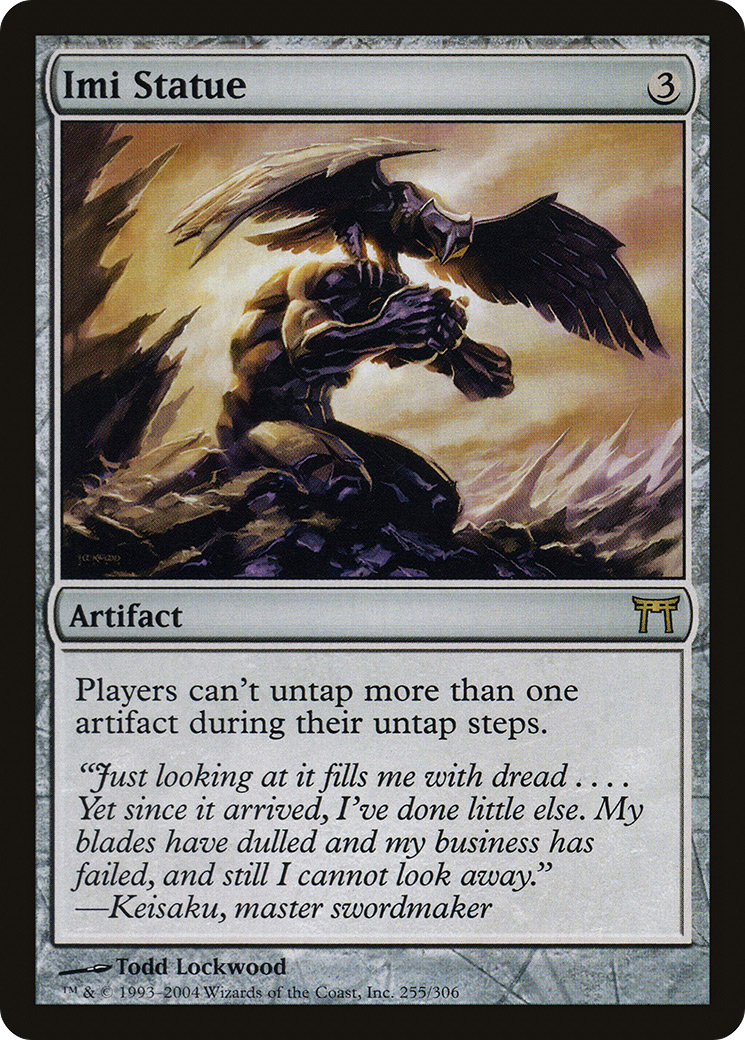 Imi Statue
3
Artifact
Players can't untap more than one
artifact during their untap steps.
“Just looking at it fills me with dread . . . .
Yet since it arrived, I've done little else. My
blades have dulled and my business has
failed, and still I cannot look away.”
—Keisaku, master swordmaker
Todd Lockwood
™ & © 1993–2004 Wizards of the Coast, Inc. 255/306